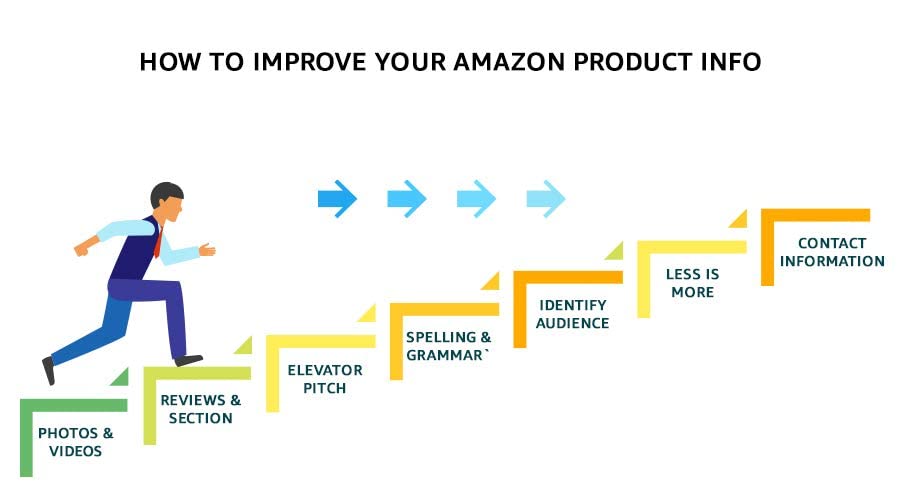 HOW TO IMPROVE YOUR AMAZON PRODUCT INFO
PHOTOS &
VIDEOS
REVIEWS &
SECTION
ELEVATOR
PITCH
SPELLING &
GRAMMAR`
IDENTIFY
AUDIENCE
LESS IS
MORE
CONTACT
INFORMATION